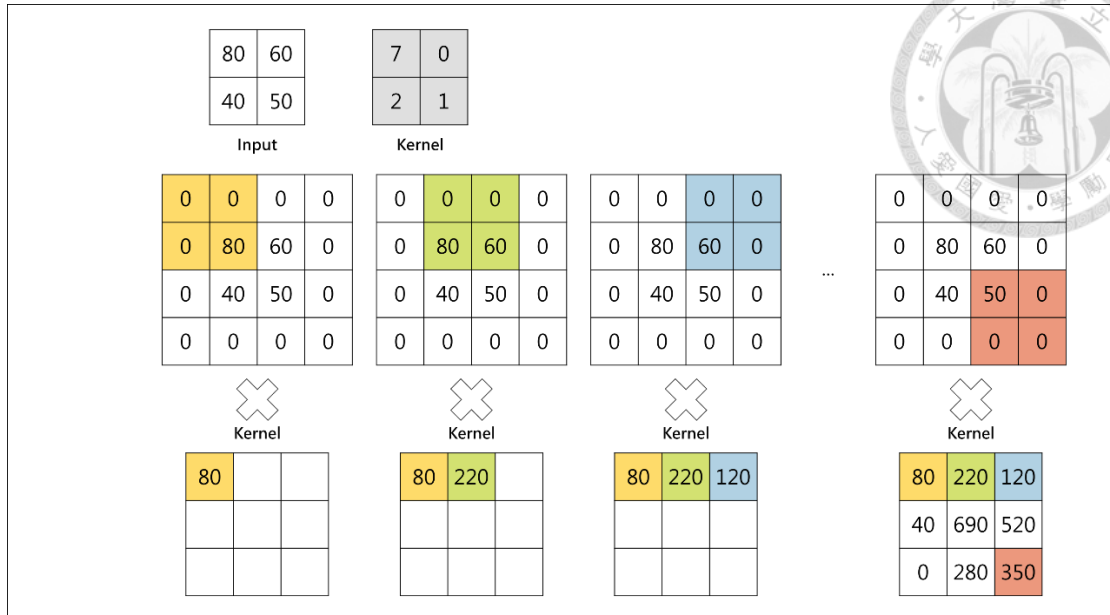 80 60 7 0
40 50 2 1
Input Kernel
0 0 0 0 0 0 0 0 0 0 0 0 0 0 0 0
0 80 60 0 0 80 60 0 0 80 60 0 0 80 60 0
...
0 40 50 0 0 40 50 0 0 40 50 0 0 40 50 0
0 0 0 0 0 0 0 0 0 0 0 0 0 0 0 0
Kernel Kernel Kernel Kernel
80 80 220 80 220 120 80 220 120
40 690 520
0 280 350
大 學